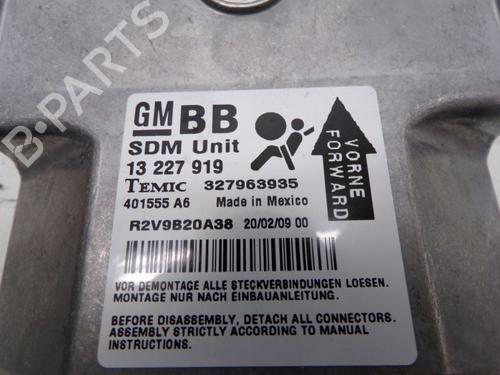 GM BB
SDM Unit
13 227 919
TEMIC 327963935
401555 A6 Made in Mexico
R2V9B20A38 20/02/09 00
VORNE
FORWARD
VOR DEMONTAGE ALLE STECKVERBINDUNGEN LOESEN.
MONTAGE NUR NACH EINBAUANLEITUNG.
BEFORE DISASSEMBLY, DETACH ALL CONNECTORS.
ASSEMBLY STRICTLY ACCORDING TO MANUAL
INSTRUCTIONS.
B-PARTS